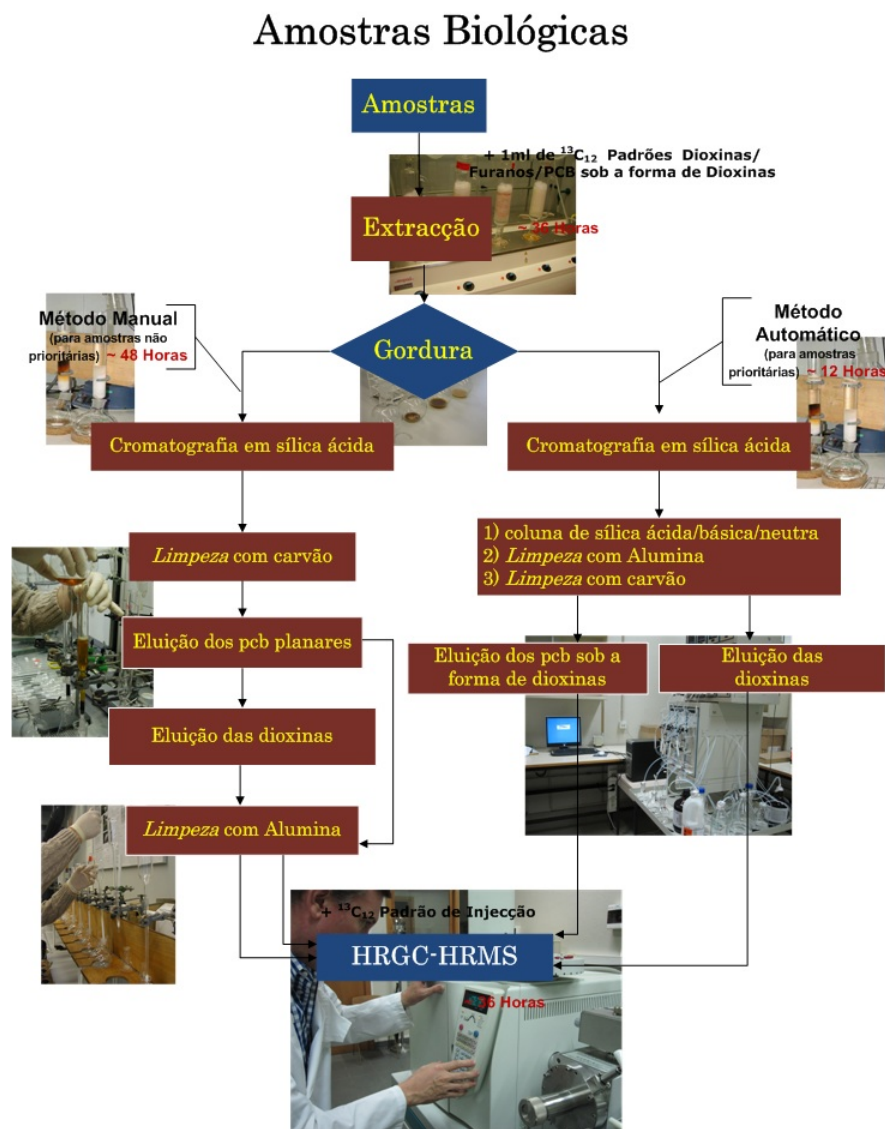 Amostras Biológicas
Amostras
+ 1ml de ¹³C₁₂ Padrões Dioxinas/
Furanos/PCB sob a forma de Dioxinas
Extracção
~ 36 Horas
Gordura
Método Manual
(para amostras não
prioritárias) ~ 48 Horas
Método
Automático
(para amostras
prioritárias) ~ 12 Horas
Cromatografia em sílica ácida
Limpeza com carvão
Eluição dos pcb planares
Eluição das dioxinas
Limpeza com Alumina
Cromatografia em sílica ácida
1) coluna de sílica ácida/básica/neutra
2) Limpeza com Alumina
3) Limpeza com carvão
Eluição dos pcb sob a
forma de dioxinas
Eluição das
dioxinas
+ ¹³C₁₂ Padrão de Injecção
HRGC-HRMS
~ 36 Horas